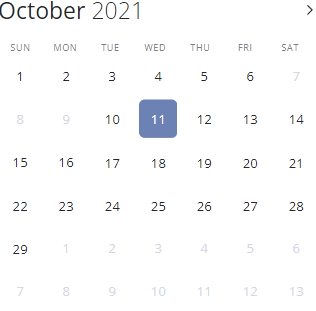 October 2021
SUN MON TUE WED THU FRI SAT
1 2 3 4 5 6 7
8 9 10 11 12 13 14
15 16 17 18 19 20 21
22 23 24 25 26 27 28
29 1 2 3 4 5 6
7 8 9 10 11 12 13